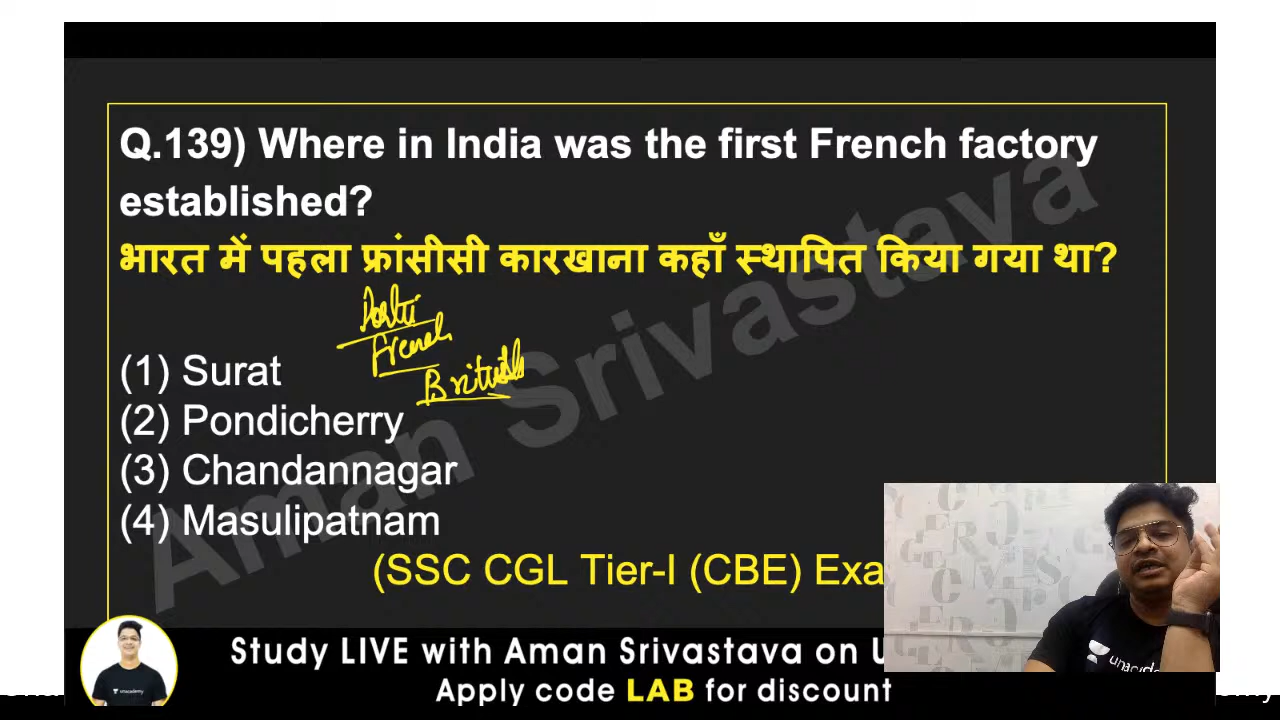 Q.139) Where in India was the first French factory
established?
भारत में पहला फ्रांसीसी कारखाना कहाँ स्थापित किया गया था?
French
British
(1) Surat
(2) Pondicherry
(3) Chandannagar
(4) Masulipatnam
(SSC CGL Tier-I (CBE) Exa
Aman Srivastava
unacademy
Study LIVE with Aman Srivastava on U
Apply code LAB for discount